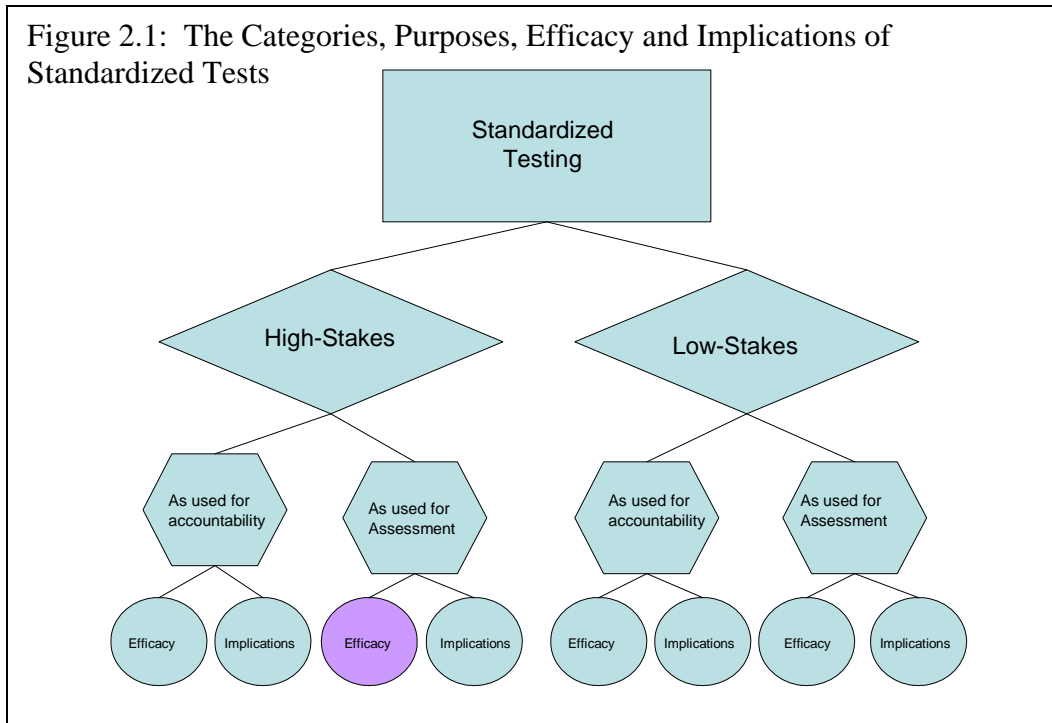 Figure 2.1:  The Categories, Purposes, Efficacy and Implications of
Standardized Tests
Standardized
Testing
High-Stakes
Low-Stakes
As used for
accountability
As used for
Assessment
As used for
accountability
As used for
Assessment
Efficacy
Implications
Efficacy
Implications
Efficacy
Implications
Efficacy
Implications